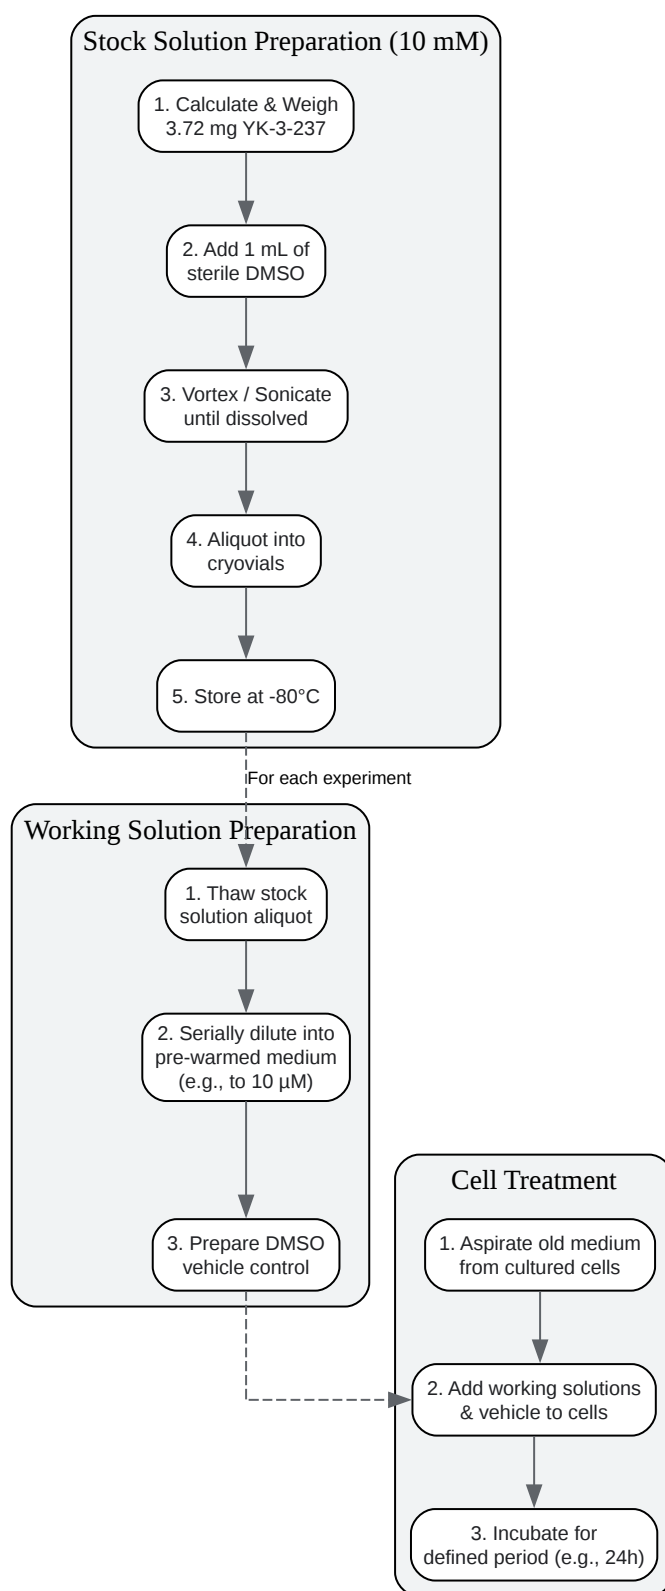 Stock Solution Preparation (10 mM)
1. Calculate & Weigh
3.72 mg YK-3-237
2. Add 1 mL of
sterile DMSO
3. Vortex / Sonicate
until dissolved
4. Aliquot into
cryovials
5. Store at -80°C
For each experiment
Working Solution Preparation
1. Thaw stock
solution aliquot
2. Serially dilute into
pre-warmed medium
(e.g., to 10 µM)
3. Prepare DMSO
vehicle control
Cell Treatment
1. Aspirate old medium
from cultured cells
2. Add working solutions
& vehicle to cells
3. Incubate for
defined period (e.g., 24h)